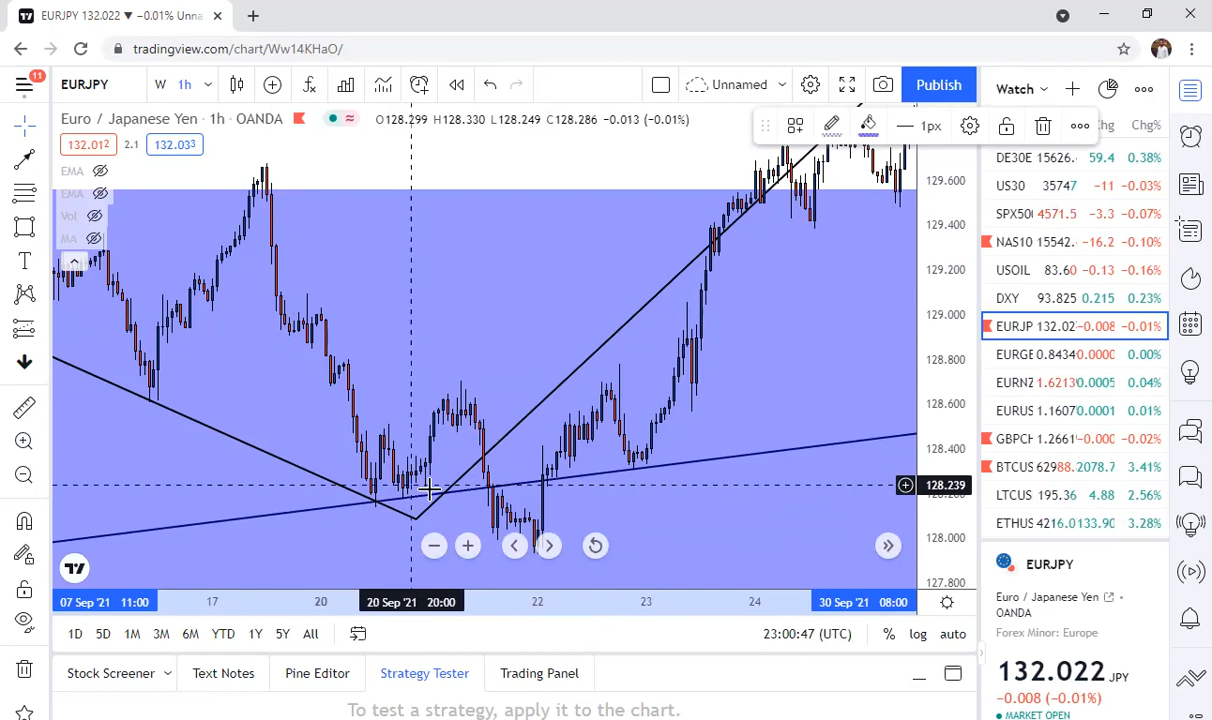 EURJPY 132.022 ▼ −0.01% Unna
tradingview.com/chart/Ww14KHaO/
11
EURJPY W 1h Unnamed Publish Watch
Euro / Japanese Yen · 1h · OANDA O128.299 H128.330 L128.249 C128.286 −0.013 (−0.01%)
1px
Chg Chg%
132.012 2.1 132.033
EMA
EMA
Vol
MA
129.600
129.400
129.200
129.000
128.800
128.600
128.400
128.239
128.000
127.800
DE30E 15626. 59.4 0.38%
US30 35747 −11 −0.03%
SPX50 4571.5 −3.3 −0.07%
NAS10 15542. −16.2 −0.10%
USOIL 83.60 −0.13 −0.16%
DXY 93.825 0.215 0.23%
EURJP 132.02 −0.008 −0.01%
EURGE 0.8434 0.0000 0.00%
EURNZ 1.6213 0.0005 0.04%
EURUS 1.1607 0.0001 0.01%
GBPCH 1.2661 −0.000 −0.02%
BTCUS 62988. 2078.7 3.41%
LTCUS 195.36 4.88 2.56%
ETHUS 4216.0 133.90 3.28%
07 Sep '21 11:00 17 20 20 Sep '21 20:00 22 23 24 30 Sep '21 08:00
1D 5D 1M 3M 6M YTD 1Y 5Y All 23:00:47 (UTC) % log auto
Stock Screener Text Notes Pine Editor Strategy Tester Trading Panel
To test a strategy, apply it to the chart.
EURJPY
Euro / Japanese Yen •
OANDA
Forex Minor: Europe
132.022 JPY
−0.008 (−0.01%)
MARKET OPEN